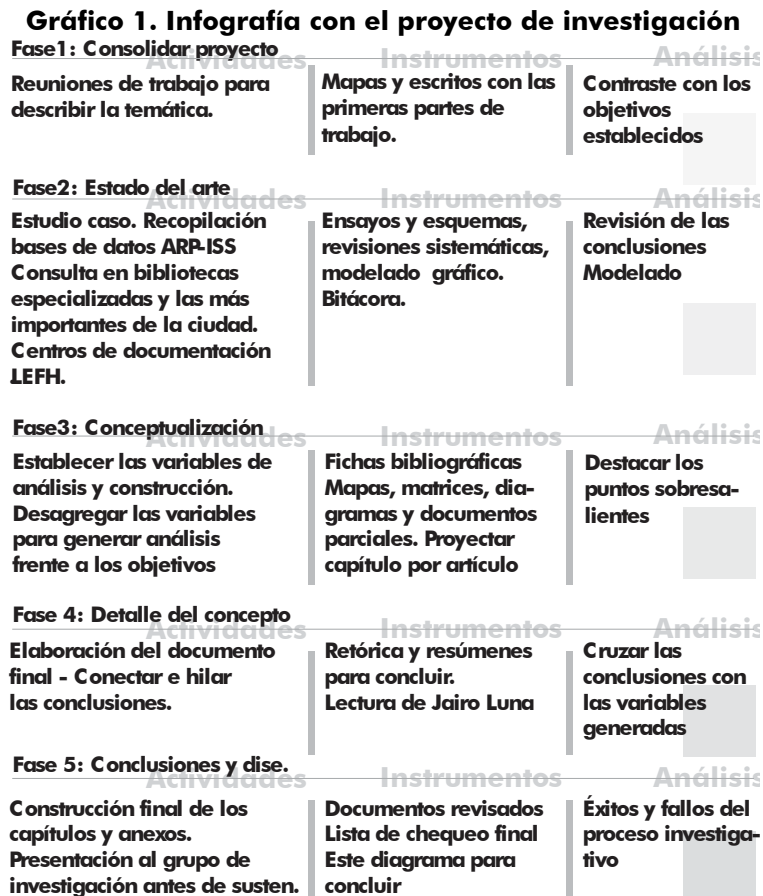 Gráfico 1. Infografía con el proyecto de investigación
Fase1: Consolidar proyecto
Actividades
Instrumentos
Análisis
Reuniones de trabajo para
describir la temática.
Mapas y escritos con las
primeras partes de
trabajo.
Contraste con los
objetivos
establecidos
Fase2: Estado del arte
Actividades
Instrumentos
Análisis
Estudio caso. Recopilación
bases de datos ARP-ISS
Consulta en bibliotecas
especializadas y las más
importantes de la ciudad.
Centros de documentación
LEFH.
Ensayos y esquemas,
revisiones sistemáticas,
modelado gráfico.
Bitácora.
Revisión de las
conclusiones
Modelado
Fase3: Conceptualización
Actividades
Instrumentos
Análisis
Establecer las variables de
análisis y construcción.
Desagregar las variables
para generar análisis
frente a los objetivos
Fichas bibliográficas
Mapas, matrices, dia-
gramas y documentos
parciales. Proyectar
capítulo por artículo
Destacar los
puntos sobresa-
lientes
Fase 4: Detalle del concepto
Actividades
Instrumentos
Análisis
Elaboración del documento
final - Conectar e hilar
las conclusiones.
Retórica y resúmenes
para concluir.
Lectura de Jairo Luna
Cruzar las
conclusiones con
las variables
generadas
Fase 5: Conclusiones y dise.
Actividades
Instrumentos
Análisis
Construcción final de los
capítulos y anexos.
Presentación al grupo de
investigación antes de susten.
Documentos revisados
Lista de chequeo final
Este diagrama para
concluir
Éxitos y fallos del
proceso investiga-
tivo